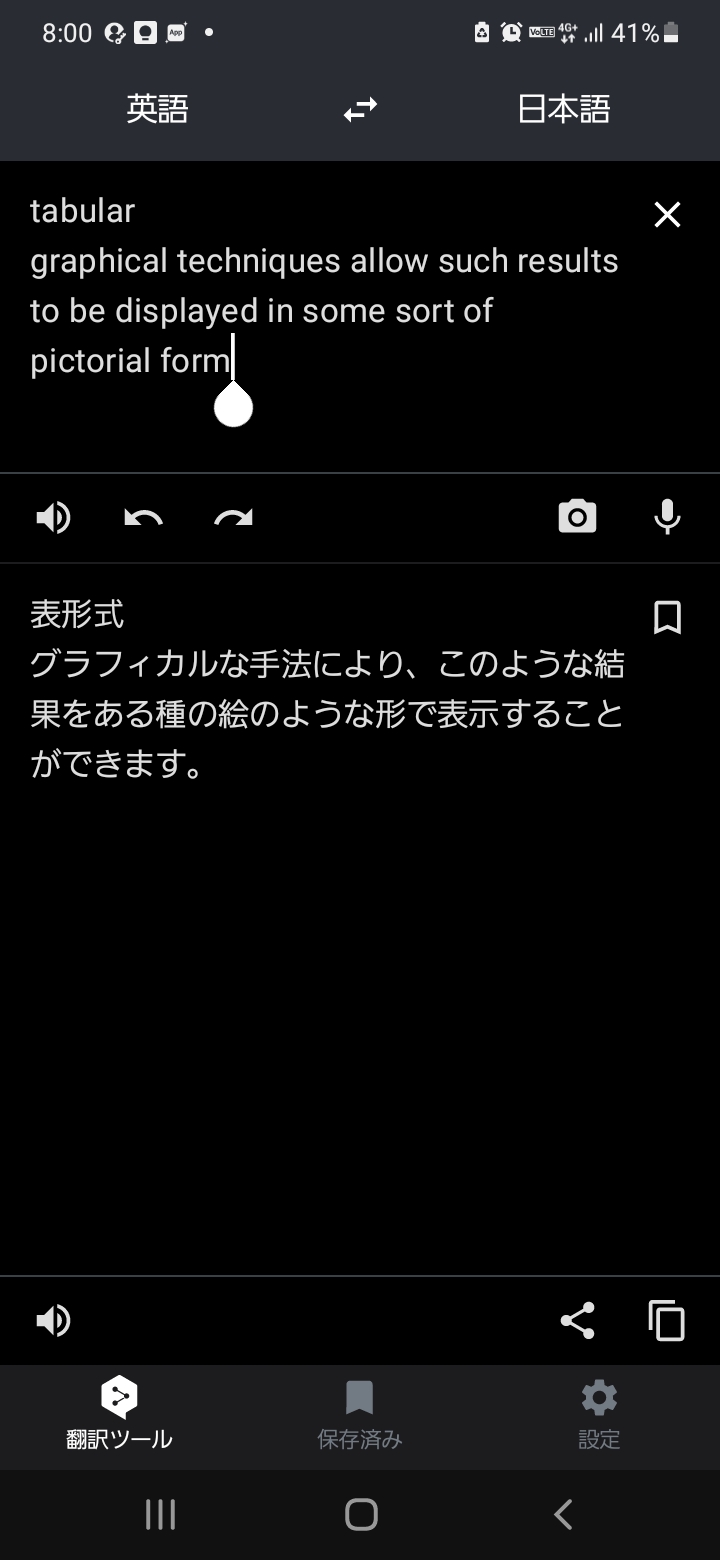 8:00
VoLTE 4G+ 41%
英語
日本語
tabular
graphical techniques allow such results
to be displayed in some sort of
pictorial form
表形式
グラフィカルな手法により、このような結
果をある種の絵のような形で表示すること
ができます。
翻訳ツール
保存済み
設定